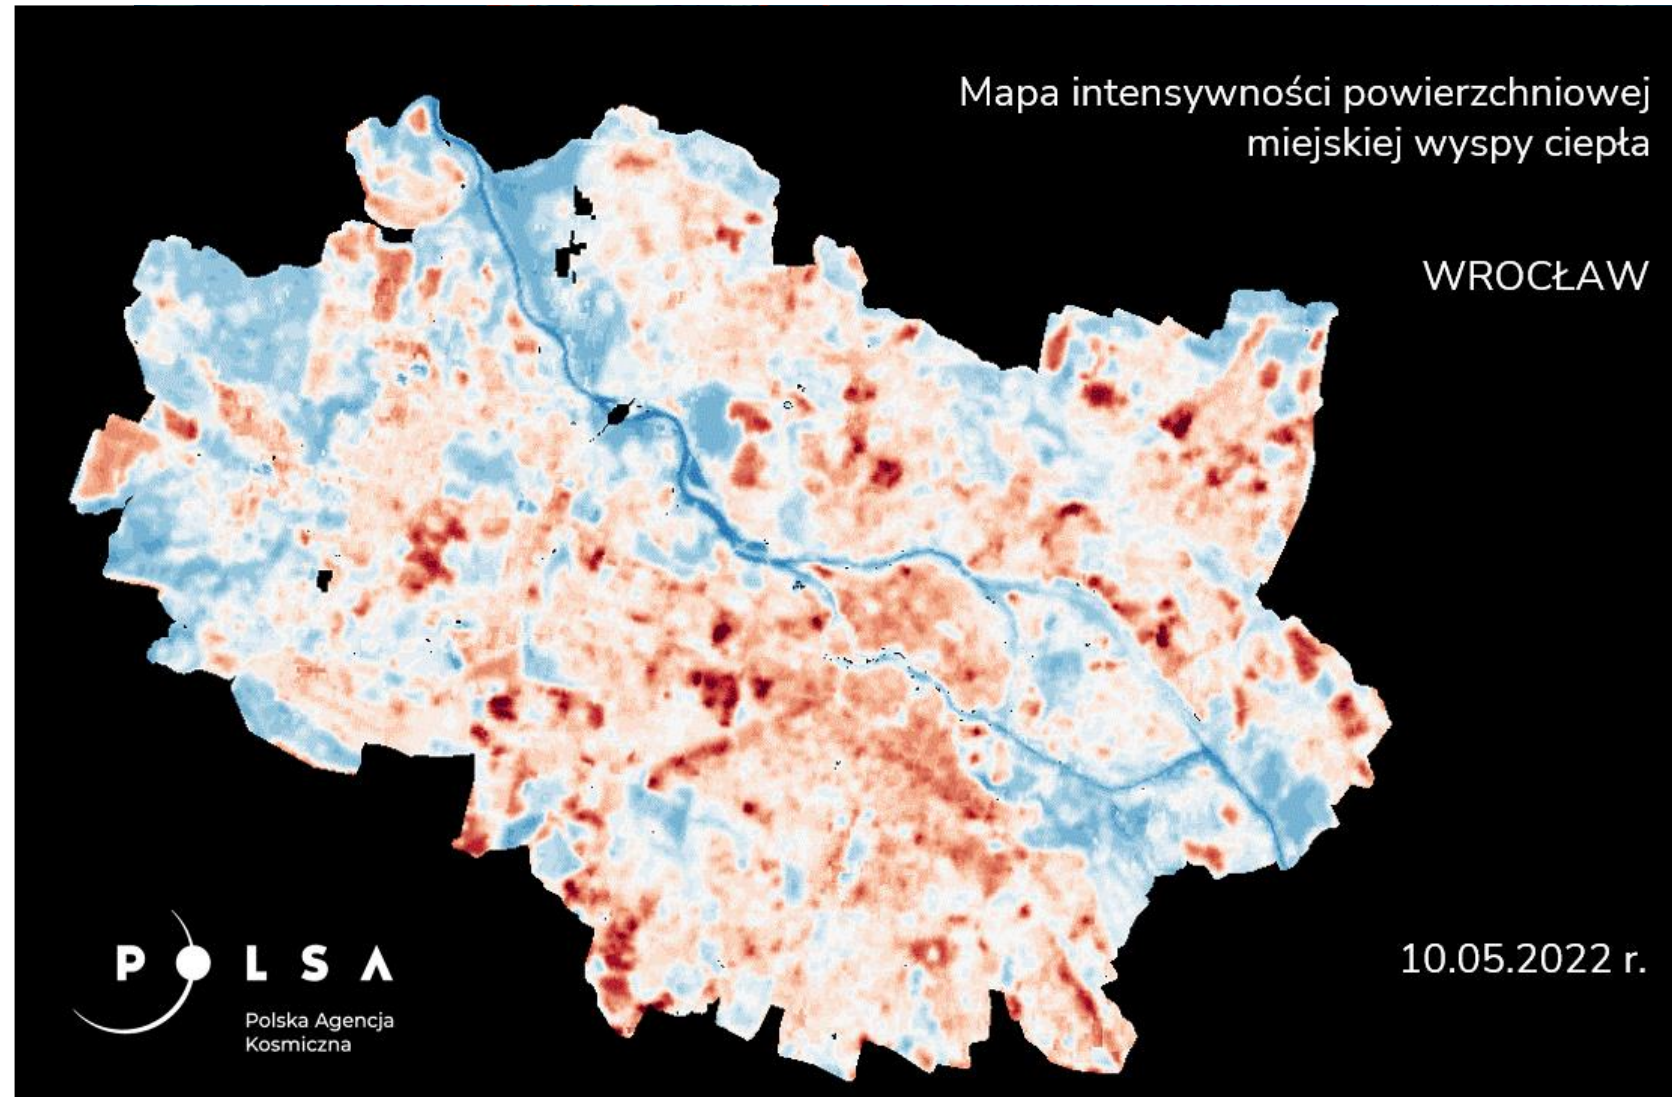 Mapa intensywności powierzchniowej
miejskiej wyspy ciepła
WROCŁAW
POLSA
Polska Agencja
Kosmiczna
10.05.2022 r.